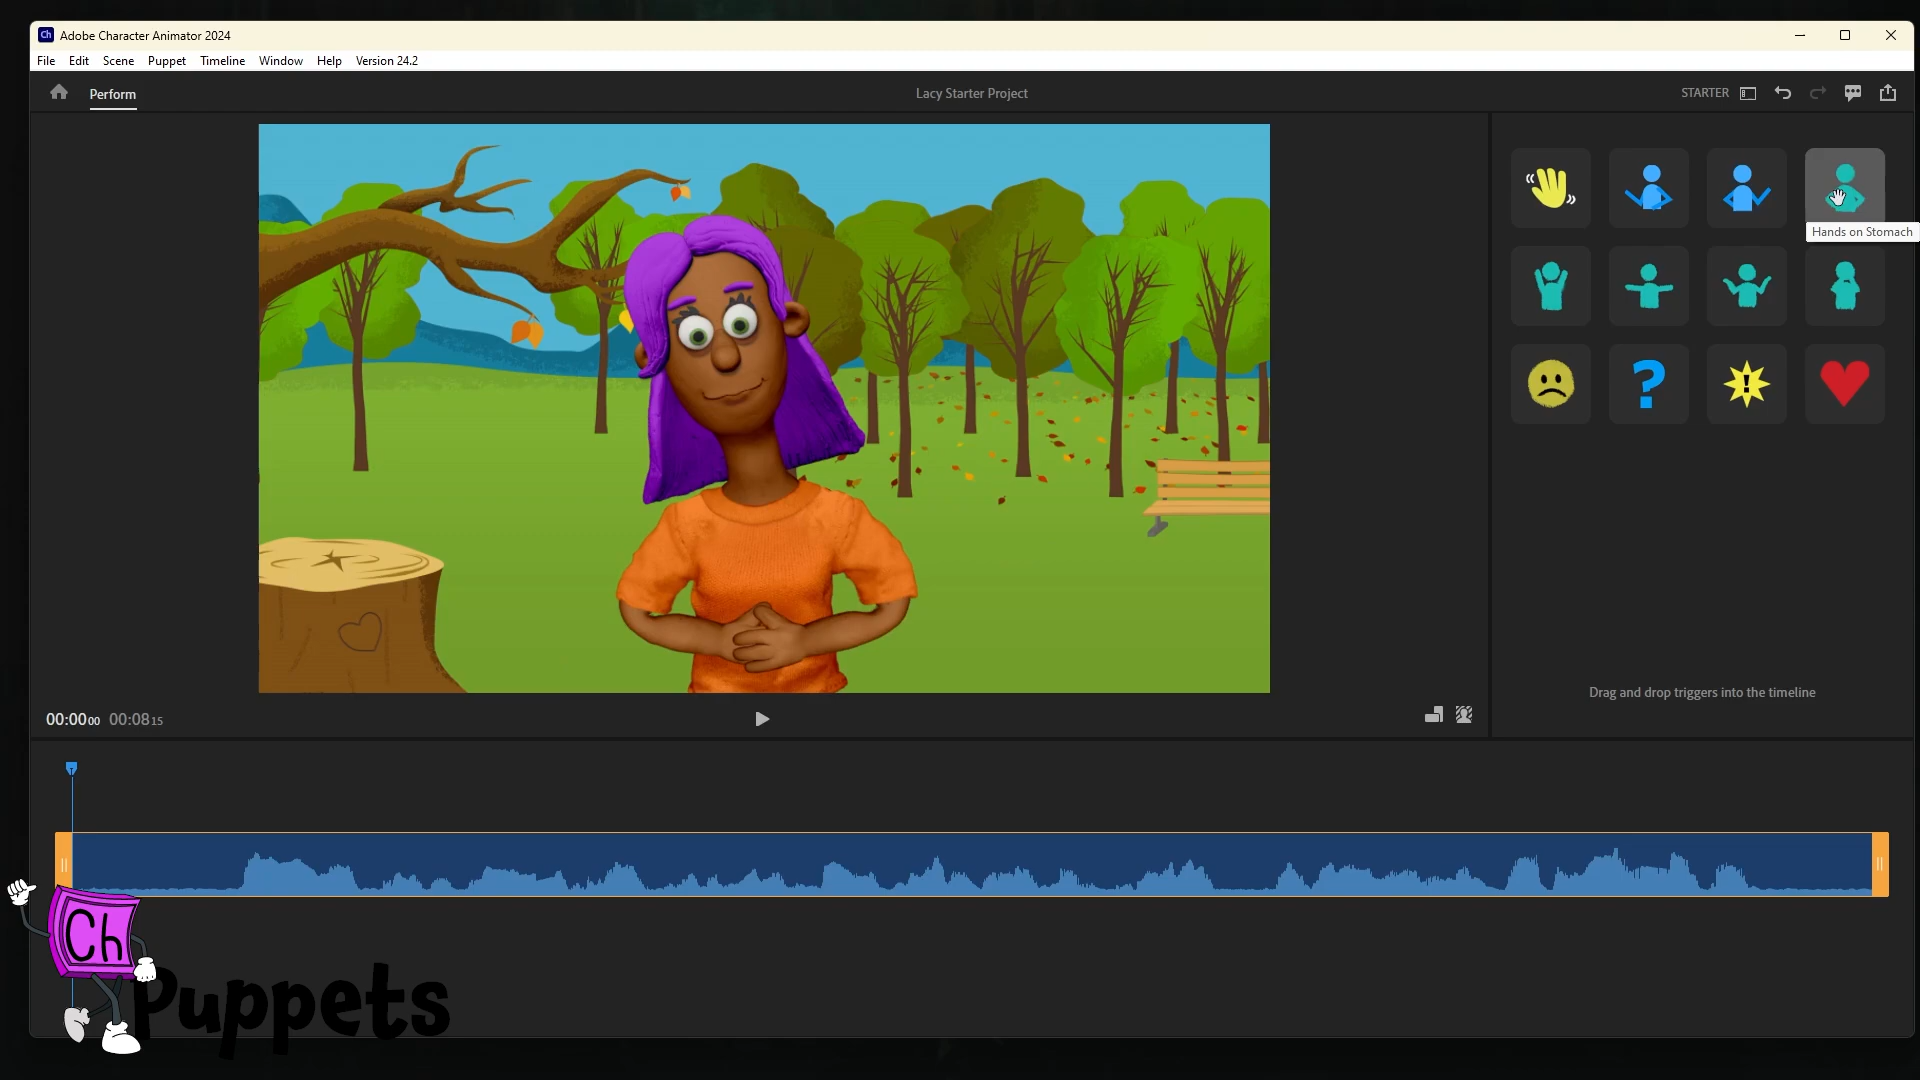 Ch Adobe Character Animator 2024
File Edit Scene Puppet Timeline Window Help Version 24.2
Perform
Lacy Starter Project
STARTER
Hands on Stomach
?
!
Drag and drop triggers into the timeline
00:00 00 00:08 15
Ch
Puppets